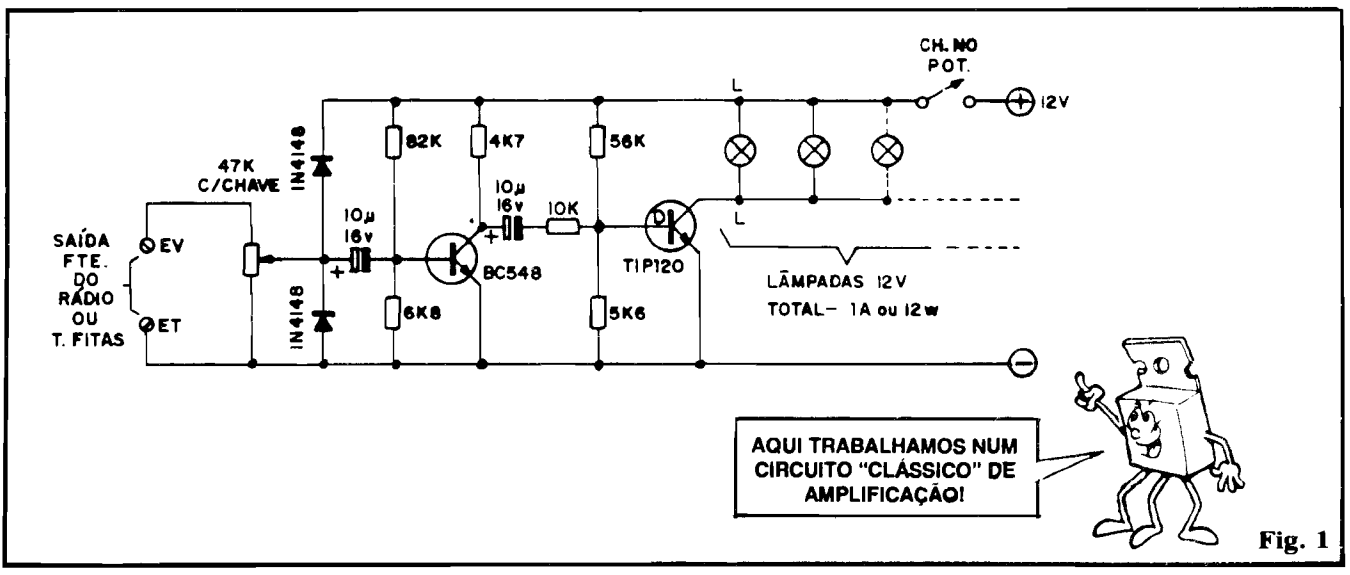 CH. NO
POT.
12V
L
1N4148
82K
4K7
56K
47K
C/CHAVE
10µ
16v
10µ
16v
10K
D
SAÍDA
FTE.
DO
RÁDIO
OU
T. FITAS
EV
ET
+
+
BC548
TIP120
L
1N4148
6K8
5K6
LÂMPADAS 12V
TOTAL- 1A ou 12w
AQUI TRABALHAMOS NUM
CIRCUITO "CLÁSSICO" DE
AMPLIFICAÇÃO!
Fig. 1